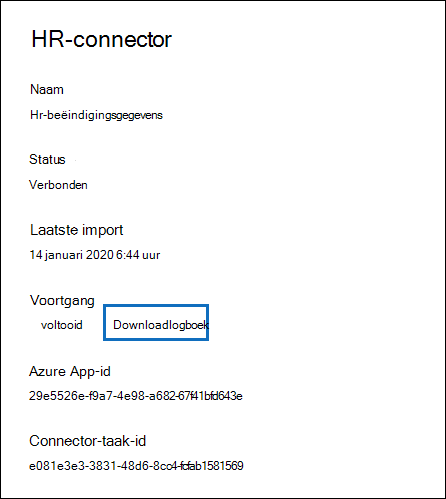 HR-connector
Naam
Hr-beëindigingsgegevens
Status
Verbonden
Laatste import
14 januari 2020 6:44 uur
Voortgang
voltooid Downloadlogboek
Azure App-id
29e5526e-f9a7-4e98-a682-67f41bfd643e
Connector-taak-id
e081e3e3-3831-48d6-8cc4-fcfab1581569